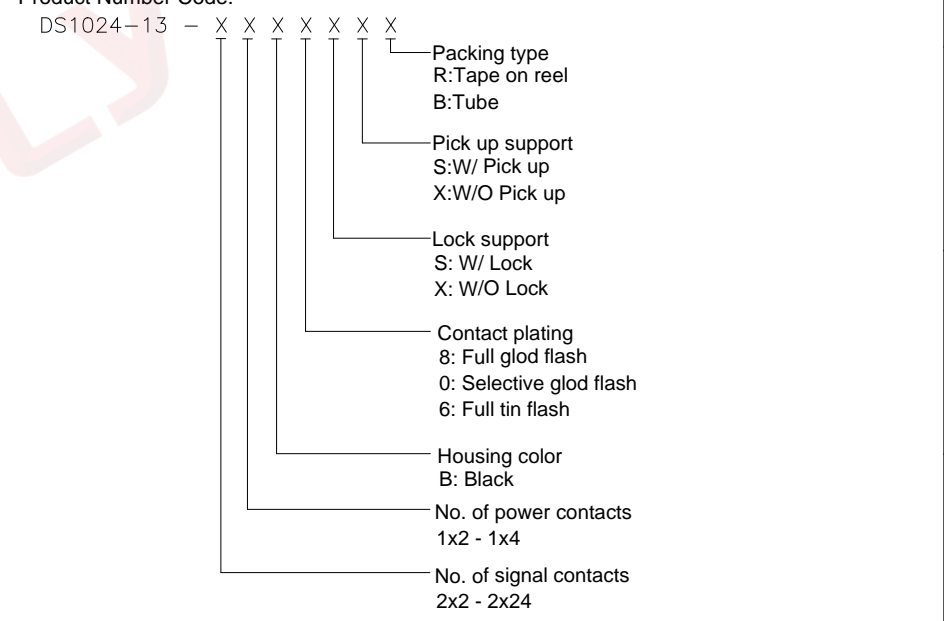 Product Number Code:
DS1024-13 - X X X X X X X
Packing type
R:Tape on reel
B:Tube
Pick up support
S:W/ Pick up
X:W/O Pick up
Lock support
S: W/ Lock
X: W/O Lock
Contact plating
8: Full glod flash
0: Selective glod flash
6: Full tin flash
Housing color
B: Black
No. of power contacts
1x2 - 1x4
No. of signal contacts
2x2 - 2x24